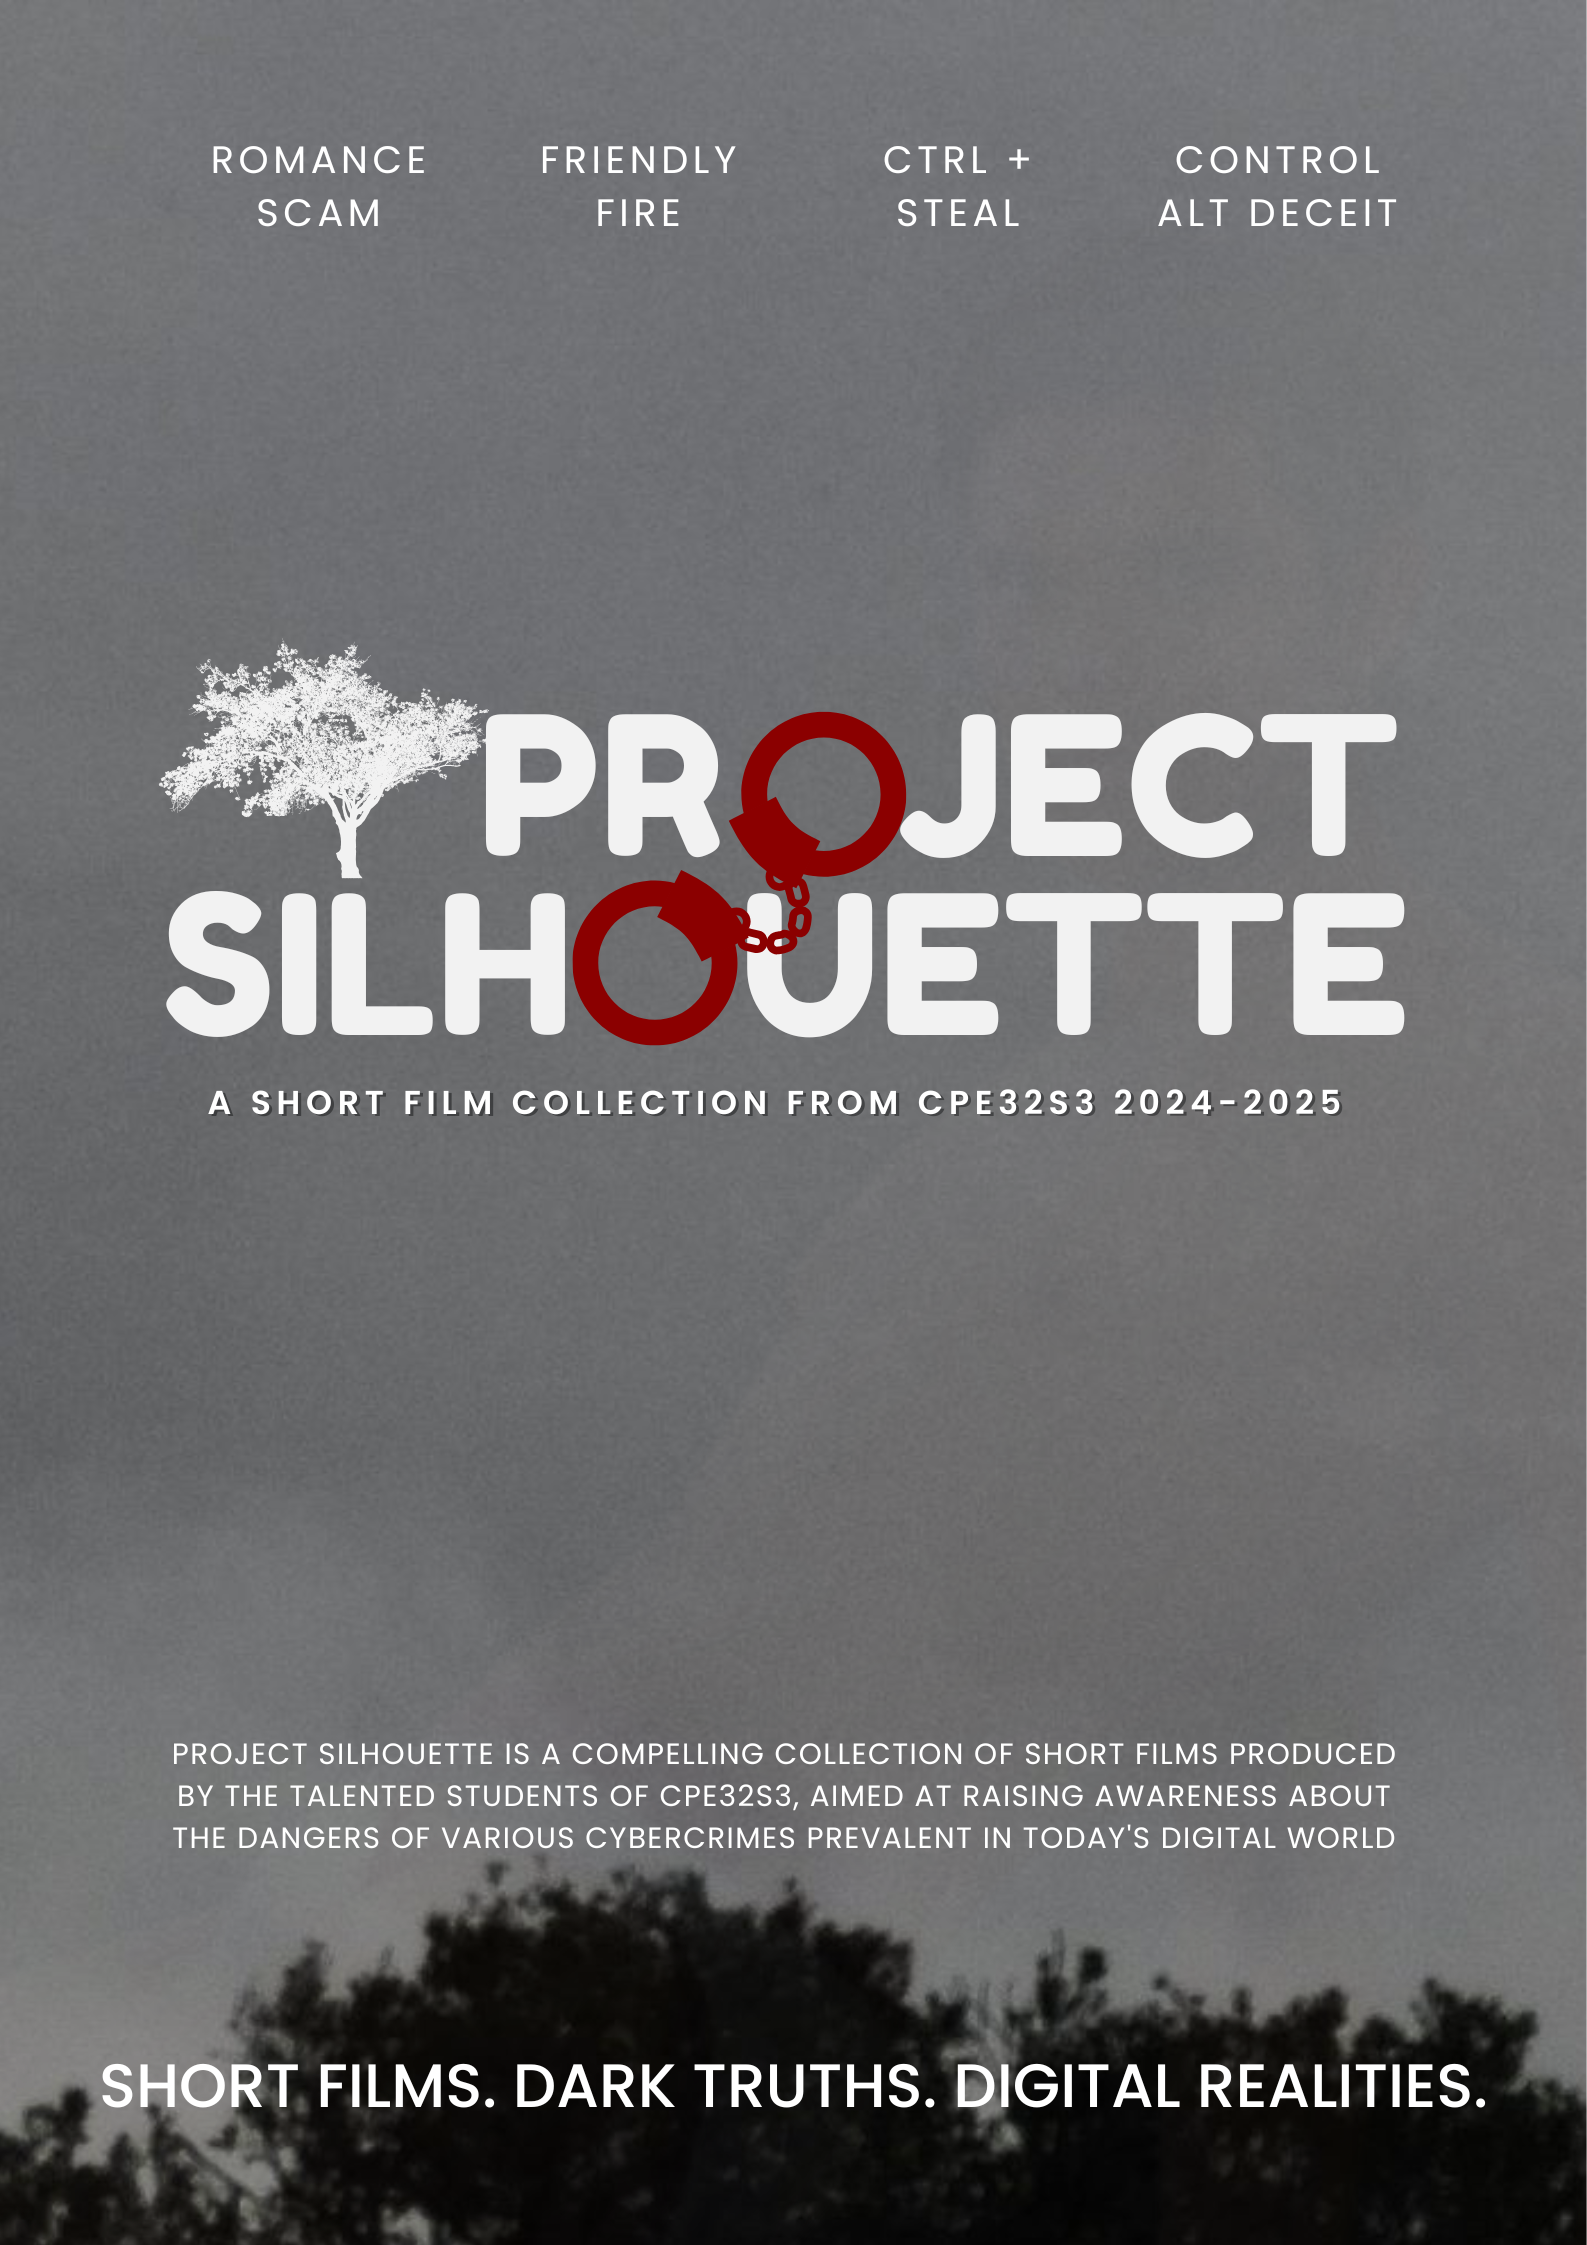 ROMANCE
SCAM
FRIENDLY
FIRE
CTRL +
STEAL
CONTROL
ALT DECEIT
PROJECT
SILHOUETTE
A SHORT FILM COLLECTION FROM CPE32S3 2024-2025
PROJECT SILHOUETTE IS A COMPELLING COLLECTION OF SHORT FILMS PRODUCED
BY THE TALENTED STUDENTS OF CPE32S3, AIMED AT RAISING AWARENESS ABOUT
THE DANGERS OF VARIOUS CYBERCRIMES PREVALENT IN TODAY'S DIGITAL WORLD
SHORT FILMS. DARK TRUTHS. DIGITAL REALITIES.